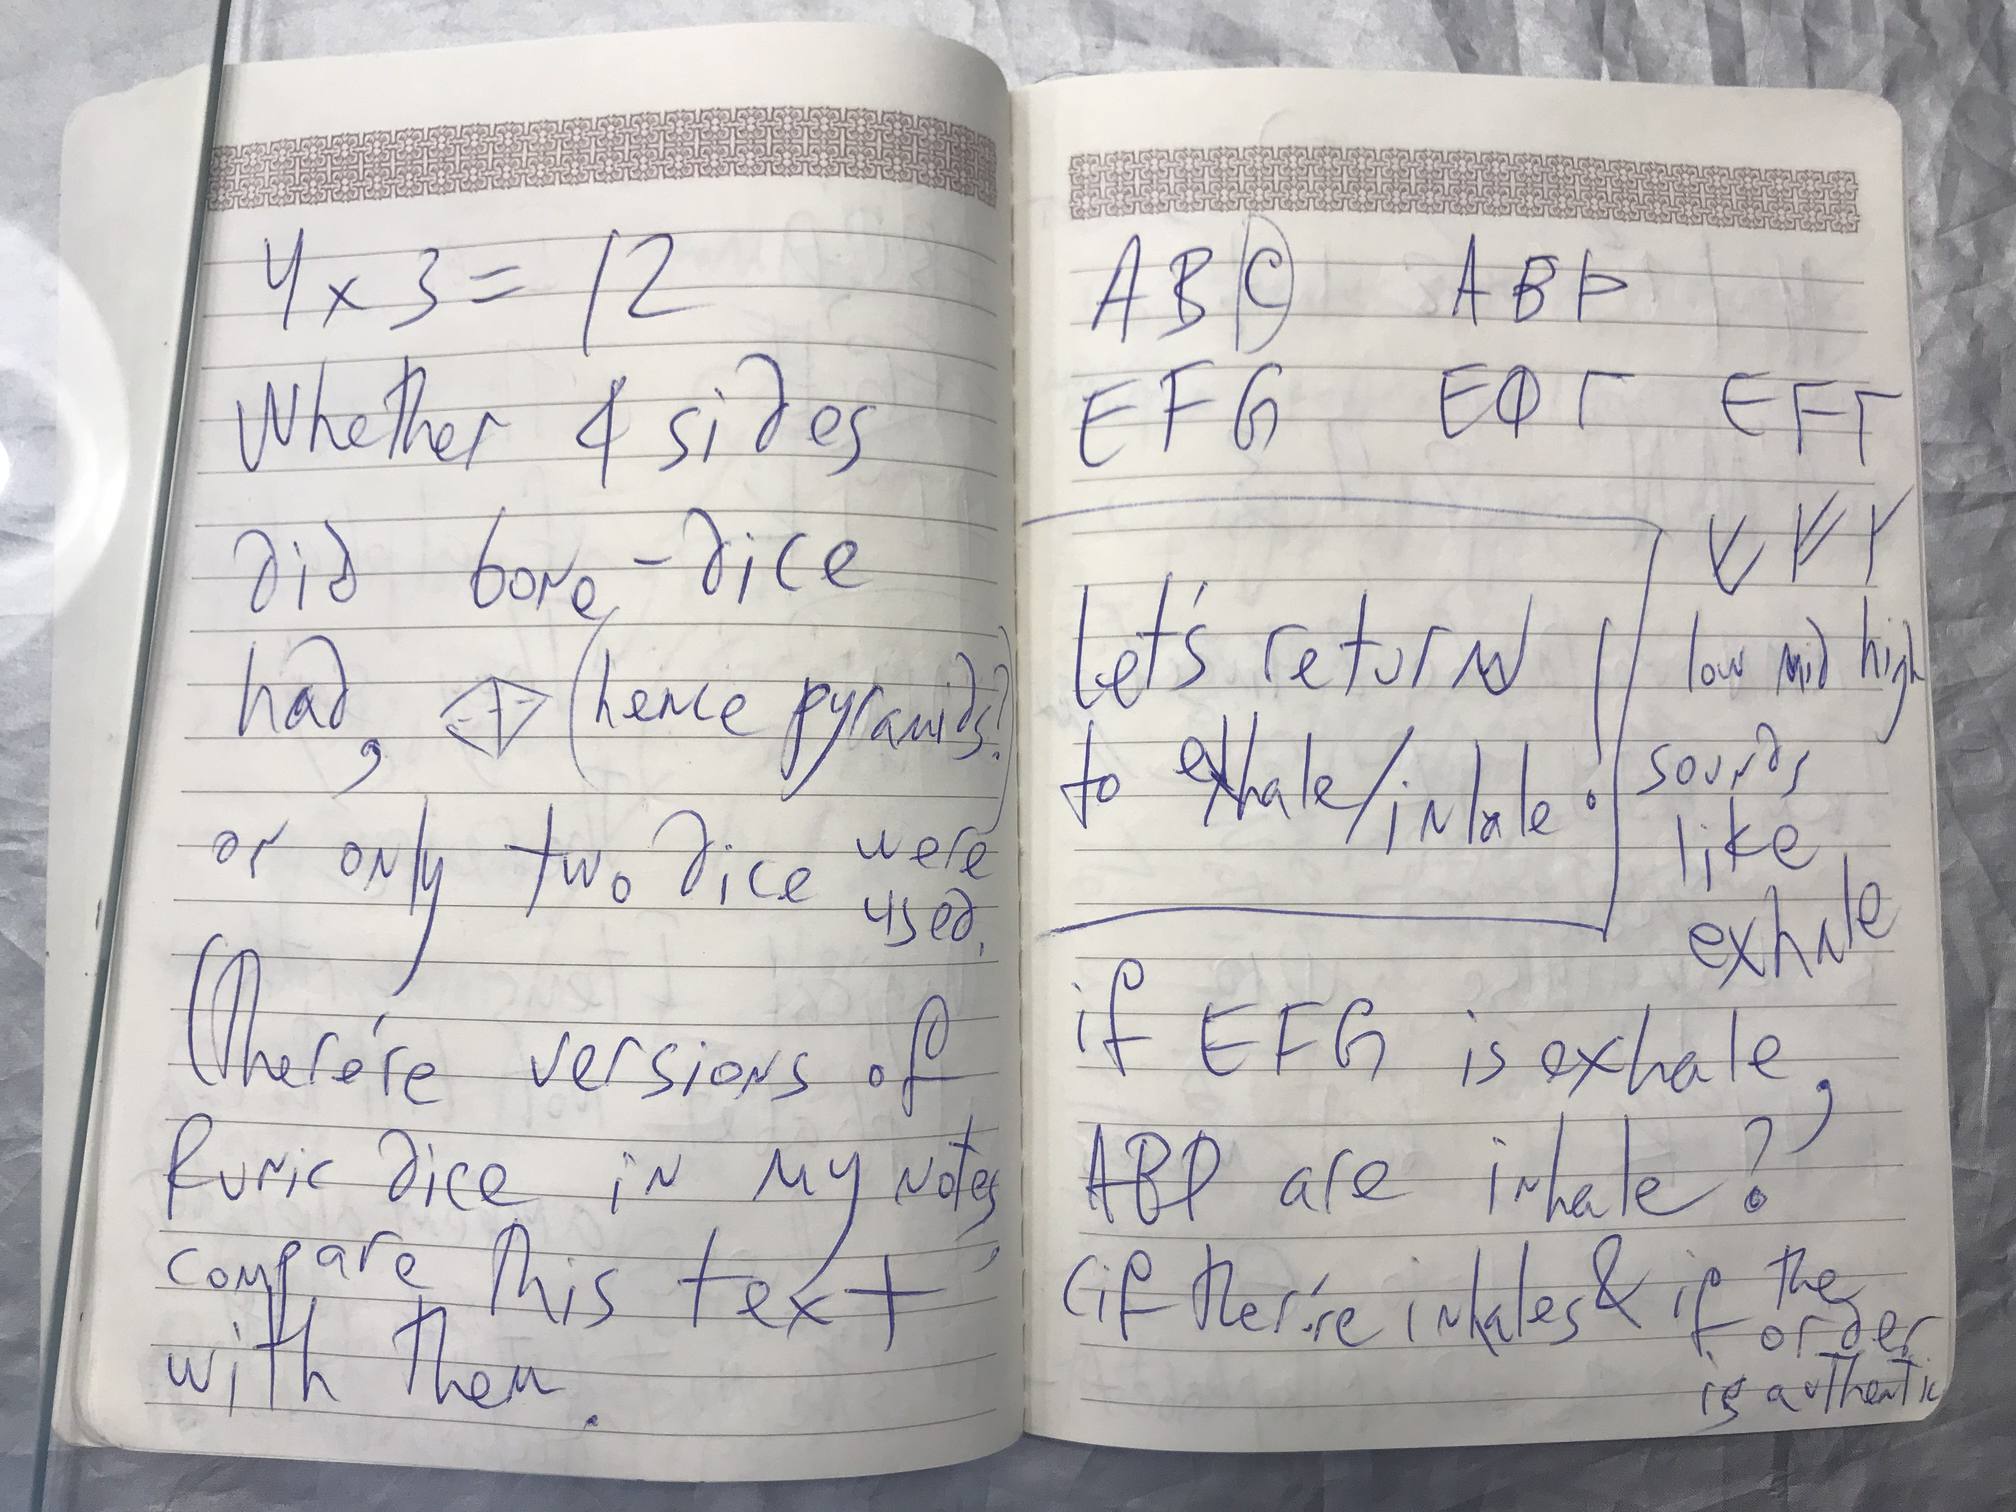 4 x 3 = 12
Whether 4 sides
did bone-dice
had, (hence pyramids?)
or only two dice were
used.
(there're versions of
Runic dice in my notes,
compare this text
with them.
ABC ABÞ
EFG EΦΓ EFΓ
Let's return
to exhale/inhale.
low mid high
sounds
like
exhale
if EFG is exhale,
ABD are inhale?
(if there're inhales & if the
order
is authentic